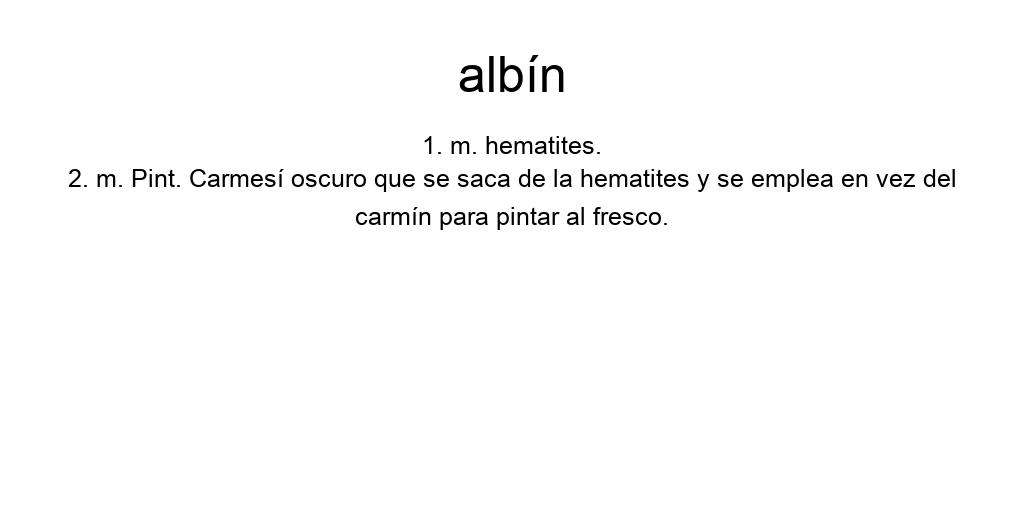 albín
1. m. hematites.
2. m. Pint. Carmesí oscuro que se saca de la hematites y se emplea en vez del
carmín para pintar al fresco.